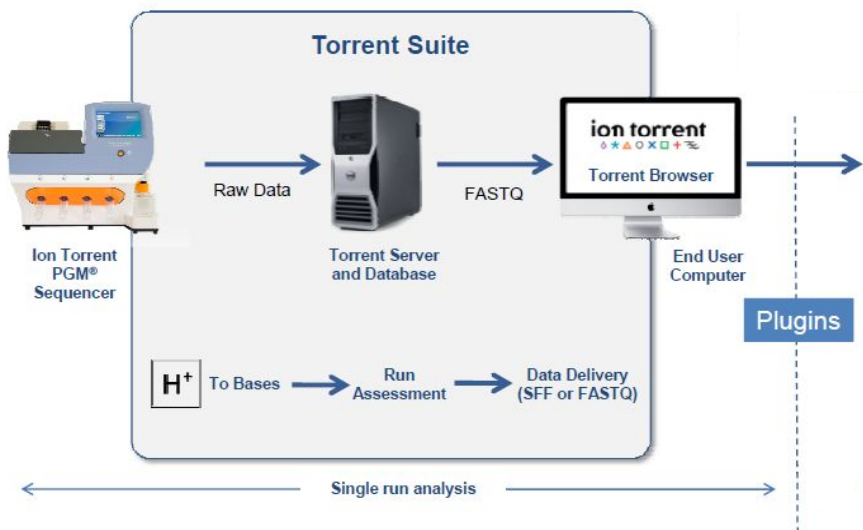 Torrent Suite
ion torrent
Torrent Browser
Raw Data
FASTQ
Ion Torrent
PGM®
Sequencer
Torrent Server
and Database
End User
Computer
Plugins
H+
To Bases
Run
Assessment
Data Delivery
(SFF or FASTQ)
Single run analysis